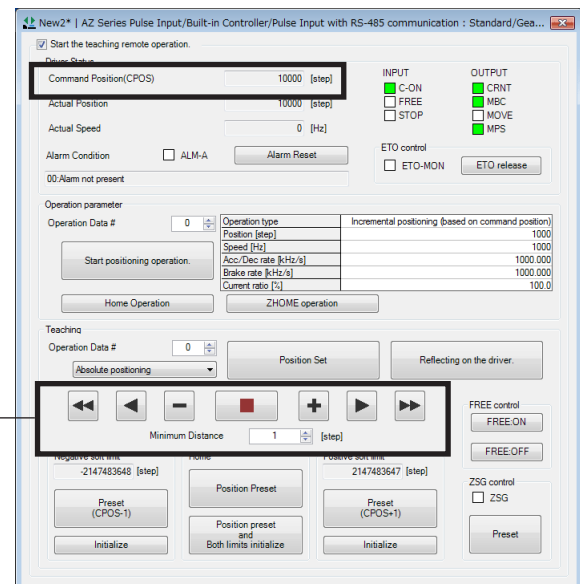 New2* | AZ Series Pulse Input/Built-in Controller/Pulse Input with RS-485 communication : Standard/Gea...
Start the teaching remote operation.
Driver Status
Command Position(CPOS) 10000 [step]
Actual Position 10000 [step]
Actual Speed 0 [Hz]
Alarm Condition ALM-A Alarm Reset
00:Alarm not present
INPUT OUTPUT
C-ON CRNT
FREE MBC
STOP MOVE
MPS
ETO control
ETO-MON ETO release
Operation parameter
Operation Data # 0
Start positioning operation.
Operation type Incremental positioning (based on command position)
Position [step] 1000
Speed [Hz] 1000
Acc/Dec rate [kHz/s] 1000.000
Brake rate [kHz/s] 1000.000
Current ratio [%] 100.0
Home Operation ZHOME operation
Teaching
Operation Data # 0
Absolute positioning
Position Set
Reflecting on the driver.
Minimum Distance 1 [step]
FREE control
FREE:ON
FREE:OFF
Negative soft limit
-2147483648 [step]
Preset
(CPOS-1)
Initialize
Home
Position Preset
Position preset
and
Both limits initialize
Positive soft limit
2147483647 [step]
Preset
(CPOS+1)
Initialize
ZSG control
ZSG
Preset